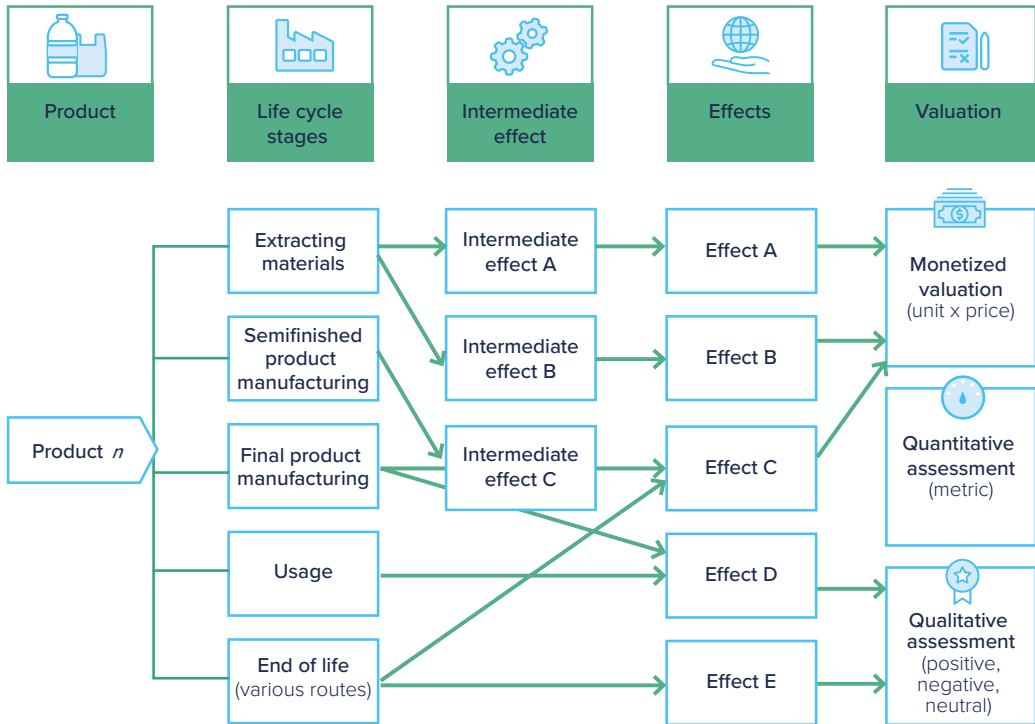 Product
Life cycle
stages
Intermediate
effect
Effects
Valuation
Product n
Extracting
materials
Semifinished
product
manufacturing
Final product
manufacturing
Usage
End of life
(various routes)
Intermediate
effect A
Intermediate
effect B
Intermediate
effect C
Effect A
Effect B
Effect C
Effect D
Effect E
$
Monetized
valuation
(unit x price)
Quantitative
assessment
(metric)
Qualitative
assessment
(positive,
negative,
neutral)